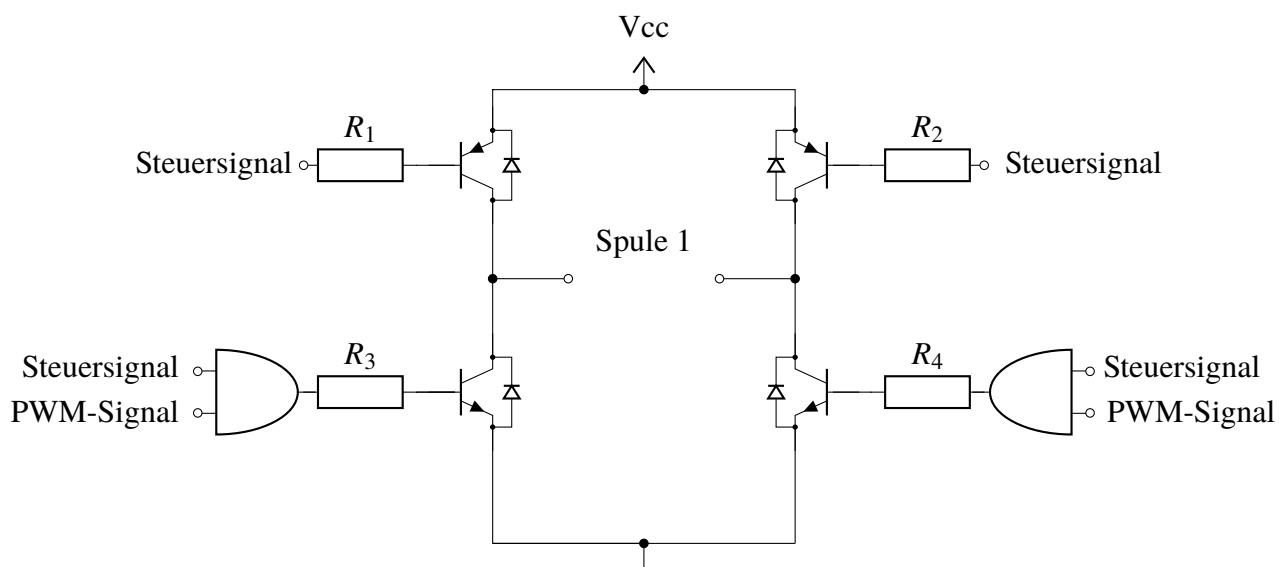 Vcc
R1
R2
Steuersignal
Steuersignal
Spule 1
R3
R4
Steuersignal
Steuersignal
PWM-Signal
PWM-Signal